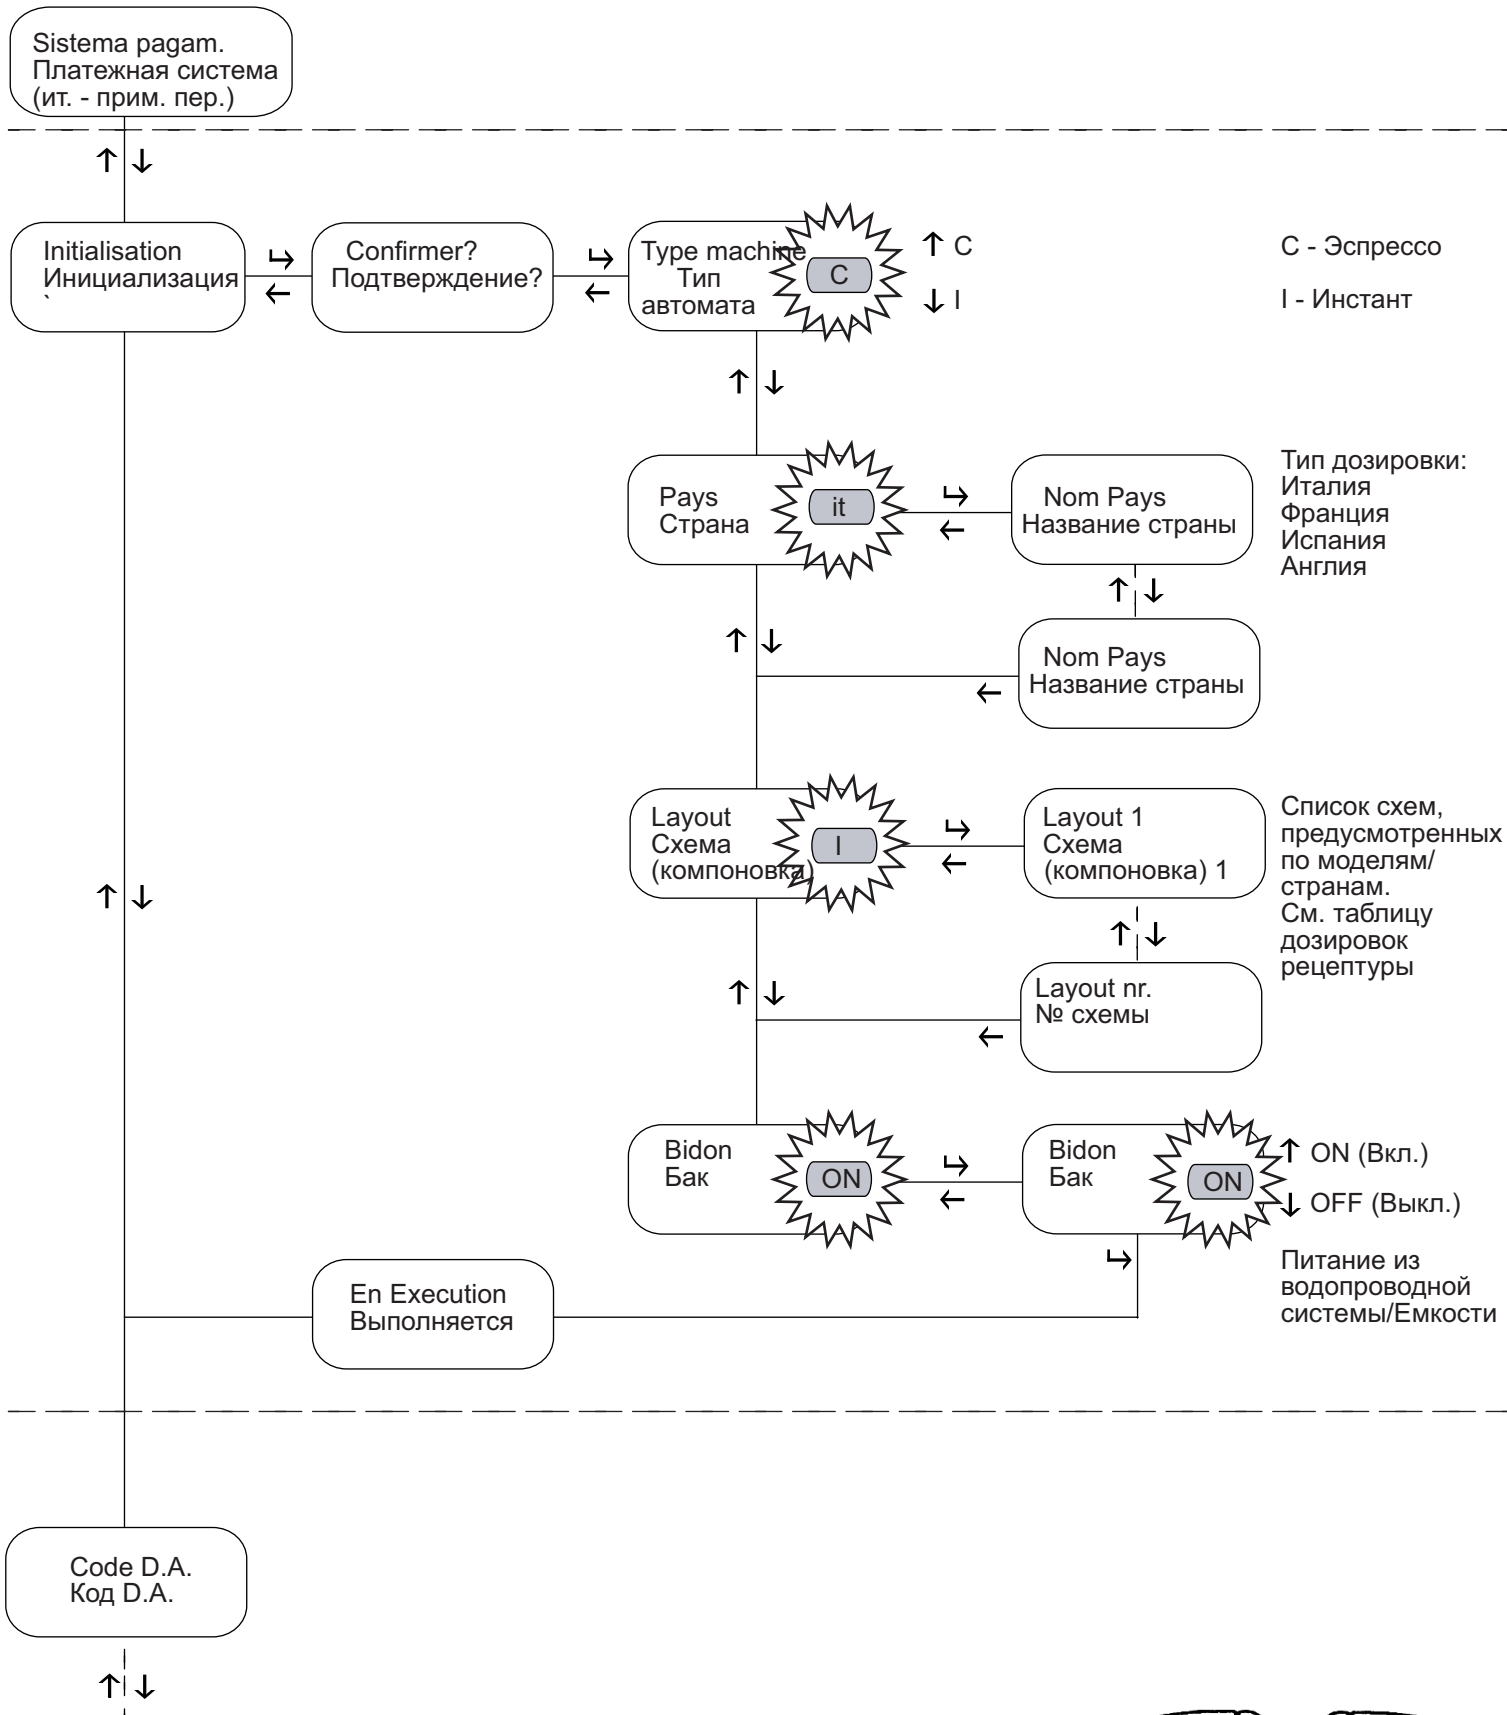 Sistema pagam.
Платежная система
(ит. - прим. пер.)
Initialisation
Инициализация
`
Confirmer?
Подтверждение?
Type machine
Тип
автомата
C
↑ C
↓ I
C - Эспрессо
I - Инстант
Pays
Страна
it
Nom Pays
Название страны
Тип дозировки:
Италия
Франция
Испания
Англия
Nom Pays
Название страны
Layout
Схема
(компоновка)
I
Layout 1
Схема
(компоновка) 1
Список схем,
предусмотренных
по моделям/
странам.
См. таблицу
дозировок
рецептуры
Layout nr.
№ схемы
Bidon
Бак
ON
Bidon
Бак
ON
↑ ON (Вкл.)
↓ OFF (Выкл.)
Питание из
водопроводной
системы/Емкости
En Execution
Выполняется
Code D.A.
Код D.A.